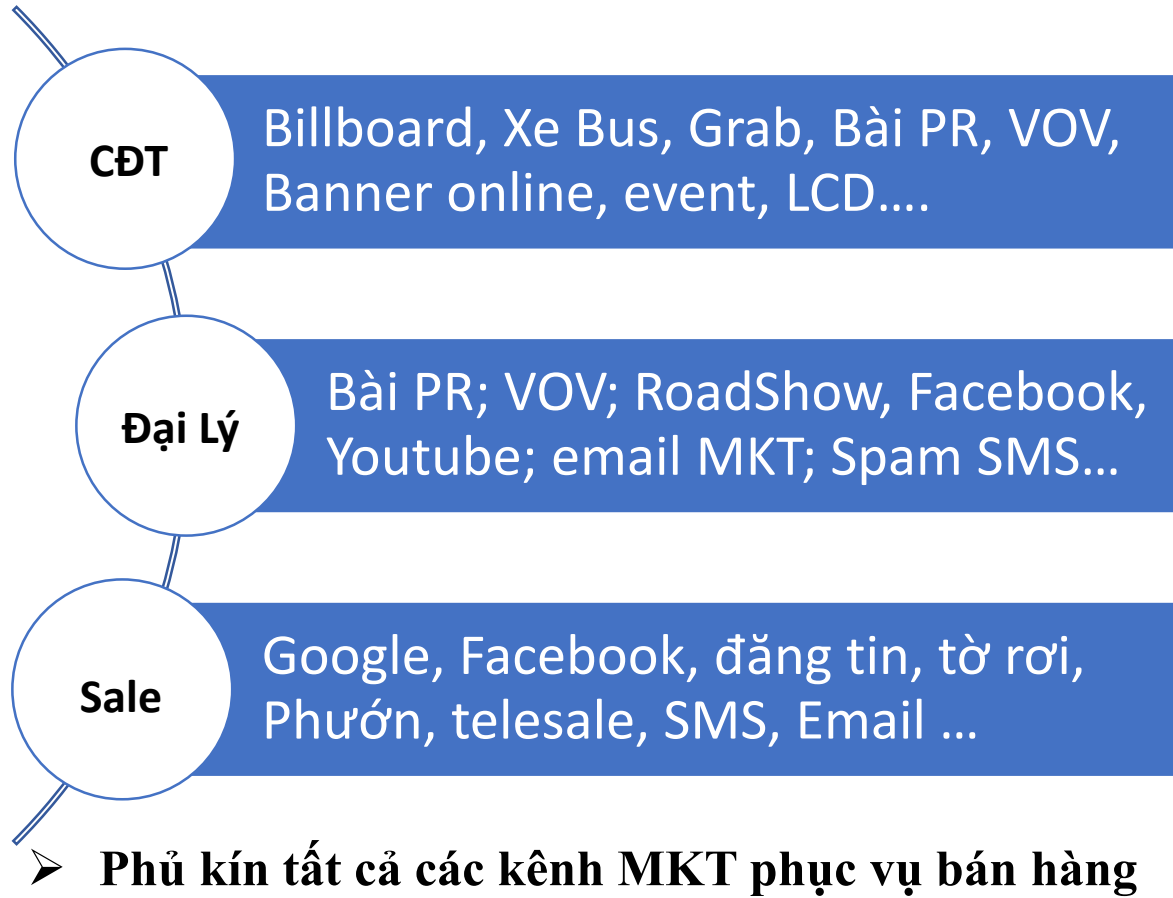 CĐT
Billboard, Xe Bus, Grab, Bài PR, VOV,
Banner online, event, LCD….
Đại Lý
Bài PR; VOV; RoadShow, Facebook,
Youtube; email MKT; Spam SMS…
Sale
Google, Facebook, đăng tin, tờ rơi,
Phướn, telesale, SMS, Email …
➢ Phủ kín tất cả các kênh MKT phục vụ bán hàng